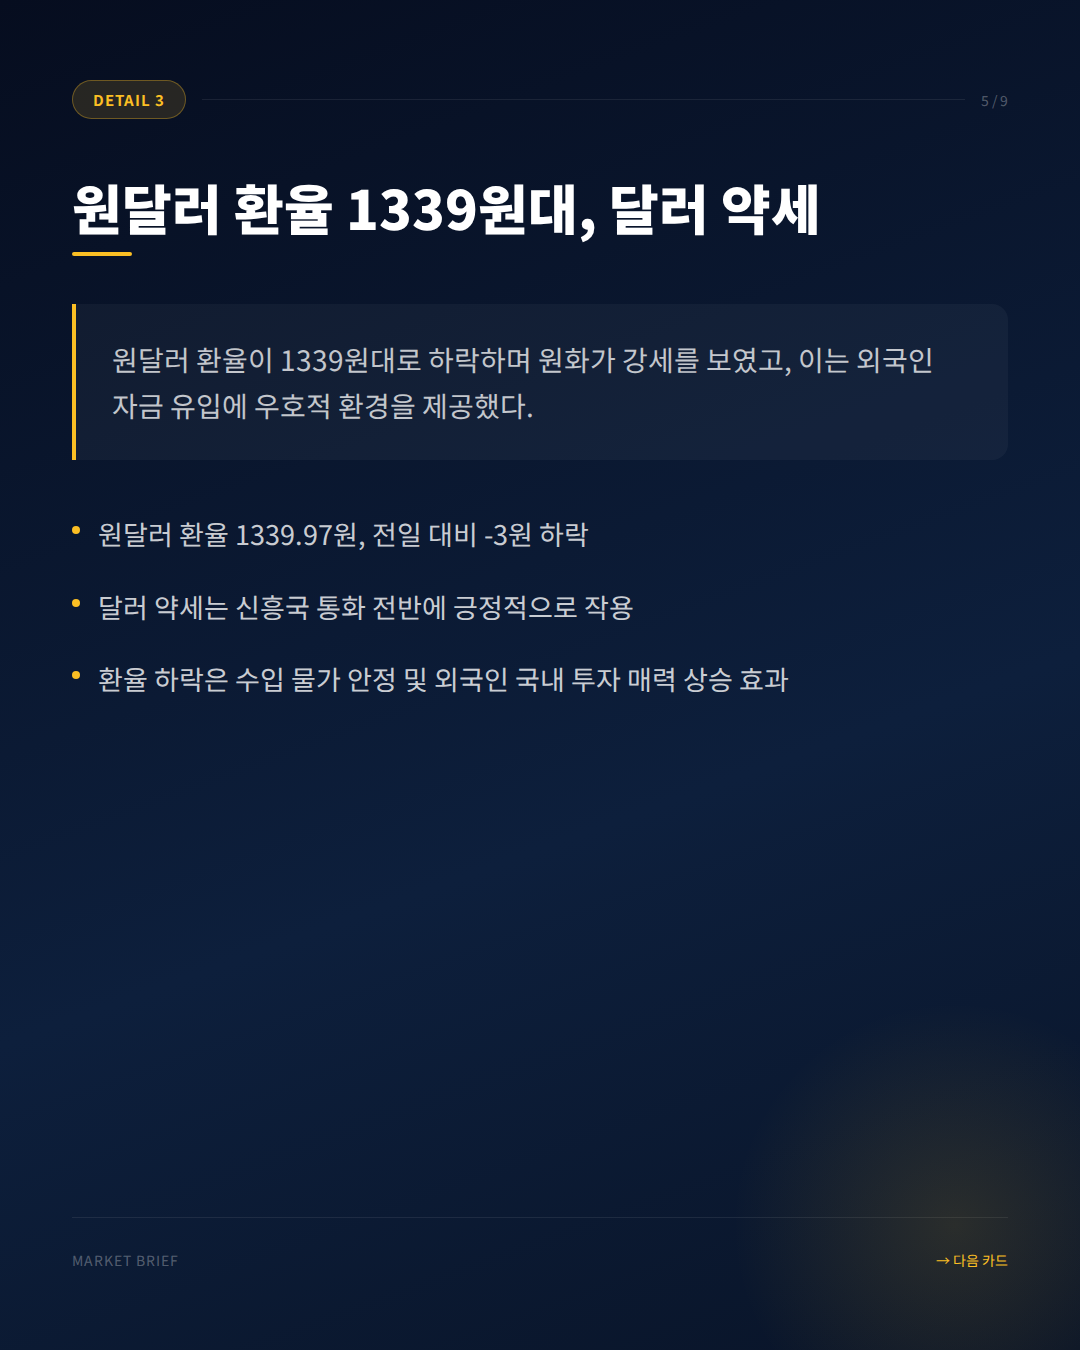 DETAIL 3
5 / 9
원달러 환율 1339원대, 달러 약세
원달러 환율이 1339원대로 하락하며 원화가 강세를 보였고, 이는 외국인
자금 유입에 우호적 환경을 제공했다.
원달러 환율 1339.97원, 전일 대비 -3원 하락
달러 약세는 신흥국 통화 전반에 긍정적으로 작용
환율 하락은 수입 물가 안정 및 외국인 국내 투자 매력 상승 효과
MARKET BRIEF
→ 다음 카드